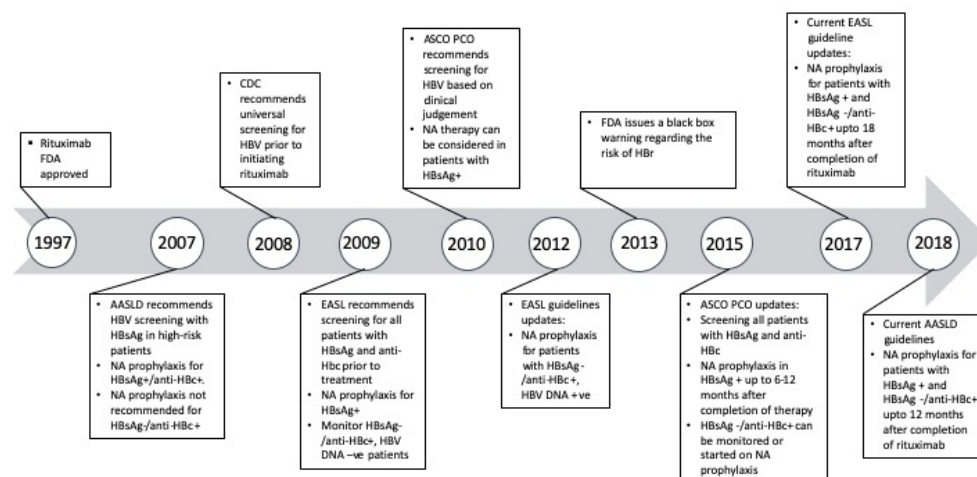 ▪ Rituximab
FDA
approved
• CDC
recommends
universal
screening for
HBV prior to
initiating
rituximab
• ASCO PCO
recommends
screening for
HBV based on
clinical
judgement
• NA therapy can
be considered in
patients with
HBsAg+
• FDA issues a black box
warning regarding the
risk of HBr
• Current EASL
guideline
updates:
• NA prophylaxis
for patients with
HBsAg + and
HBsAg -/anti-
HBc+ upto 18
months after
completion of
rituximab
1997
2007
2008
2009
2010
2012
2013
2015
2017
2018
• AASLD recommends
HBV screening with
HBsAg in high-risk
patients
• NA prophylaxis for
HBsAg+/anti-HBc+.
• NA prophylaxis not
recommended for
HBsAg-/anti-HBc+
• EASL recommends
screening for all
patients with
HBsAg and anti-
Hbc prior to
treatment
• NA prophylaxis for
HBsAg+
• Monitor HBsAg-
/anti-HBc+, HBV
DNA –ve patients
• EASL guidelines
updates:
• NA prophylaxis
for patients
with HBsAg -
/anti-HBc+,
HBV DNA +ve
ASCO PCO updates:
• Screening all patients
with HBsAg and anti-
HBc
• NA prophylaxis in
HBsAg + up to 6-12
months after
completion of therapy
• HBsAg -/anti-HBc+ can
be monitored or
started on NA
prophylaxis
• Current AASLD
guidelines
• NA prophylaxis for
patients with
HBsAg + and
HBsAg -/anti-HBc+
upto 12 months
after completion
of rituximab